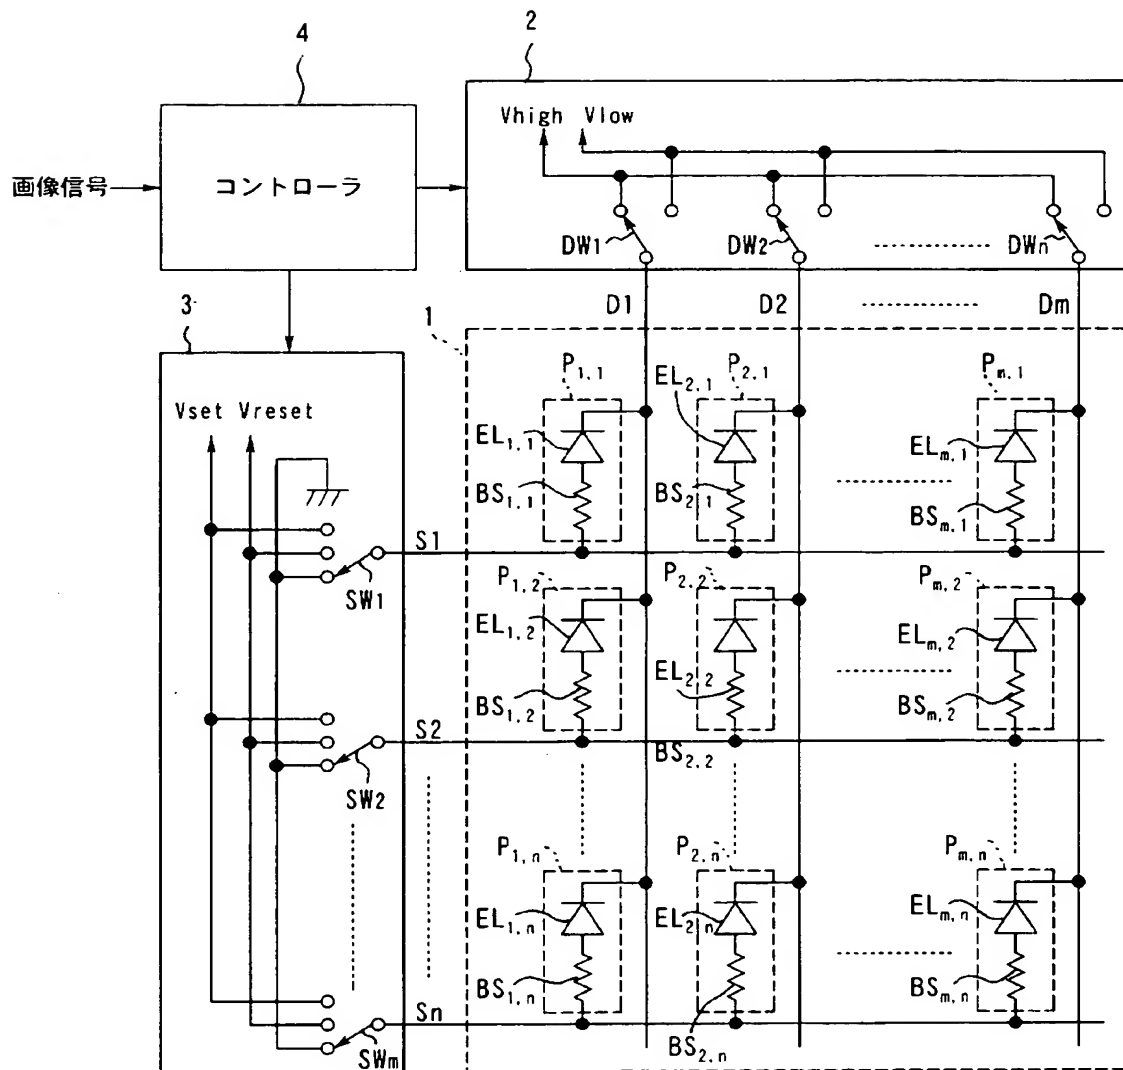 4
2
画像信号
コントローラ
Vhigh Vlow
DW1
DW2
DWn
3
1
D1
D2
Dm
Vset Vreset
P1,1
EL1,1
BS1,1
EL2,1
P2,1
BS2,1
Pm,1
ELm,1
BSm,1
S1
SW1
P1,2
EL1,2
BS1,2
P2,2
EL2,2
BS2,2
Pm,2
ELm,2
BSm,2
S2
SW2
P1,n
EL1,n
BS1,n
P2,n
EL2,n
BS2,n
Pm,n
ELm,n
BSm,n
Sn
SWm